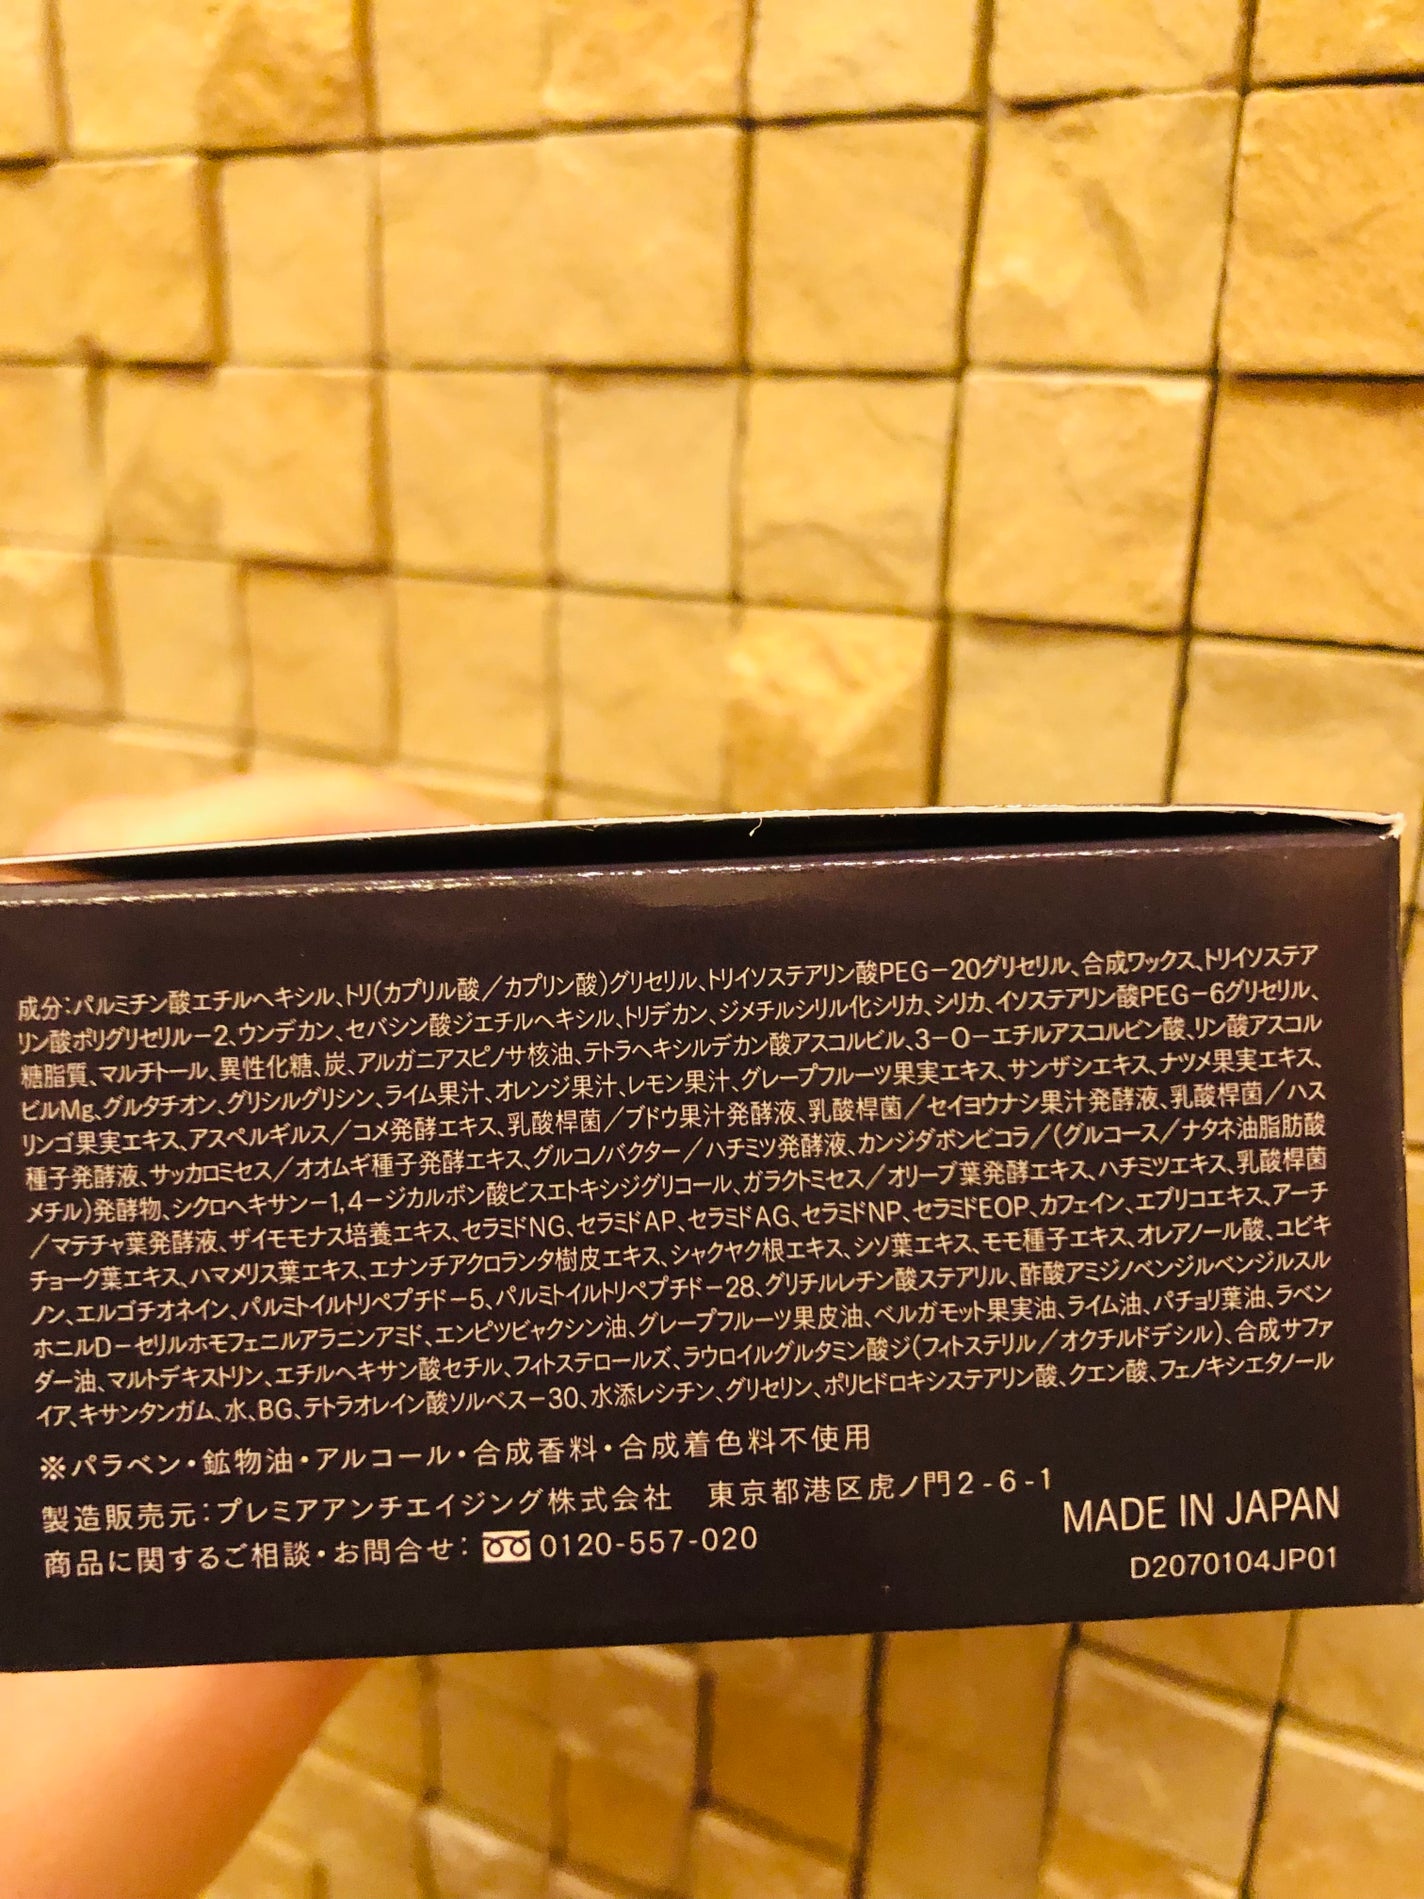 成分:パルミチン酸エチルヘキシル、トリ(カプリル酸/カプリン酸)グリセリル、トリイソステアリン酸PEG-20グリセリル、合成ワックス、トリイソステア
リン酸ポリグリセリル-2、ウンデカン、セバシン酸ジエチルヘキシル、トリデカン、ジメチルシリル化シリカ、シリカ、イソステアリン酸PEG-6グリセリル、
糖脂質、マルチトール、異性化糖、炭、アルガニアスピノサ核油、テトラヘキシルデカン酸アスコルビル、3-O-エチルアスコルビン酸、リン酸アスコル
ビルMg、グルタチオン、グリシルグリシン、ライム果汁、オレンジ果汁、レモン果汁、グレープフルーツ果実エキス、サンザシエキス、ナツメ果実エキス、
リンゴ果実エキス、アスペルギルス/コメ発酵エキス、乳酸桿菌/ブドウ果汁発酵液、乳酸桿菌/セイヨウナシ果汁発酵液、乳酸桿菌/ハス
種子発酵液、サッカロミセス/オオムギ種子発酵エキス、グルコノバクター/ハチミツ発酵液、カンジダボンビコラ/(グルコース/ナタネ油脂肪酸
メチル)発酵物、シクロヘキサン-1,4-ジカルボン酸ビスエトキシジグリコール、ガラクトミセス/オリーブ葉発酵エキス、ハチミツエキス、乳酸桿菌
/マテチャ葉発酵液、ザイモモナス培養エキス、セラミドNG、セラミドAP、セラミドAG、セラミドNP、セラミドEOP、カフェイン、エブリコエキス、アーチ
チョーク葉エキス、ハマメリス葉エキス、エナンチアクロランタ樹皮エキス、シャクヤク根エキス、シソ葉エキス、モモ種子エキス、オレアノール酸、ユビキ
ノン、エルゴチオネイン、パルミトイルトリペプチド-5、パルミトイルトリペプチド-28、グリチルレチン酸ステアリル、酢酸アミジノベンジルベンジルスル
ホニルD-セリルホモフェニルアラニンアミド、エンピツビャクシン油、グレープフルーツ果皮油、ベルガモット果実油、ライム油、パチョリ葉油、ラベン
ダー油、マルトデキストリン、エチルヘキサン酸セチル、フィトステロールズ、ラウロイルグルタミン酸ジ(フィトステリル/オクチルドデシル)、合成サファ
イア、キサンタンガム、水、BG、テトラオレイン酸ソルベス-30、水添レシチン、グリセリン、ポリヒドロキシステアリン酸、クエン酸、フェノキシエタノール
※パラベン・鉱物油・アルコール・合成香料・合成着色料不使用
製造販売元:プレミアアンチエイジング株式会社 東京都港区虎ノ門2-6-1
商品に関するご相談・お問合せ: 0120-557-020
MADE IN JAPAN
D2070104JP01